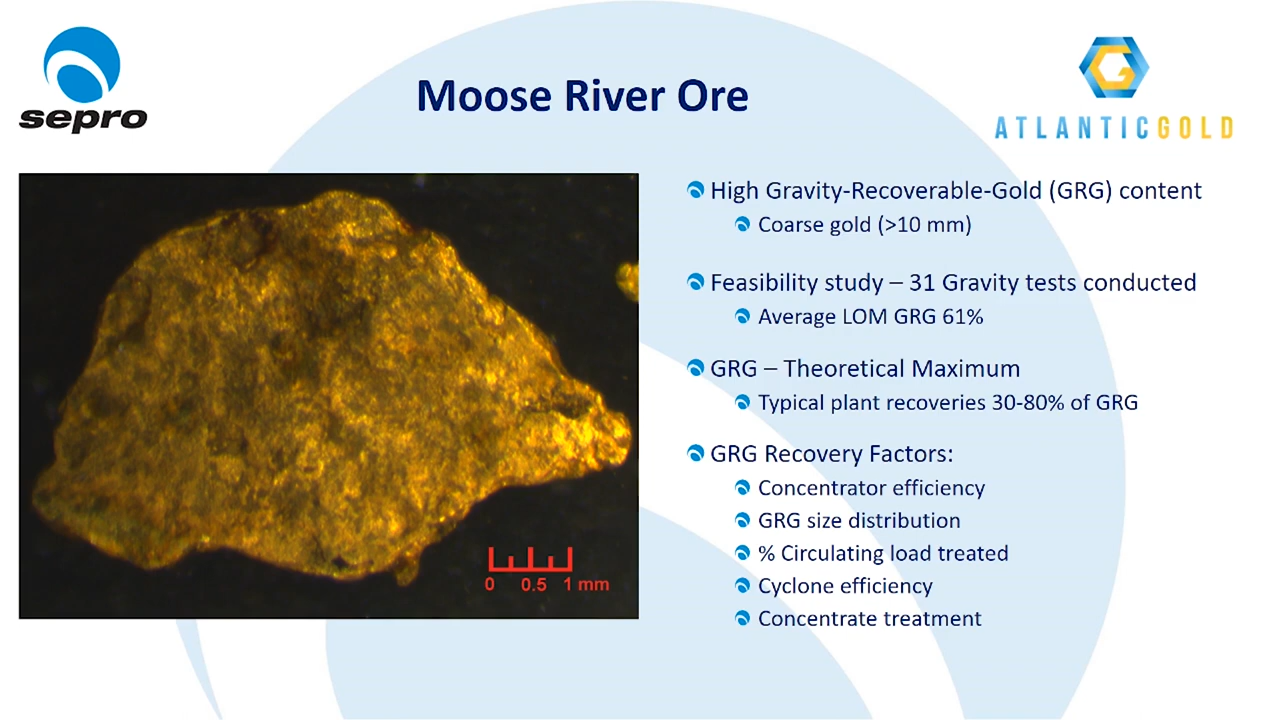 sepro
Moose River Ore
ATLANTICGOLD
High Gravity-Recoverable-Gold (GRG) content
Coarse gold (>10 mm)
Feasibility study – 31 Gravity tests conducted
Average LOM GRG 61%
GRG – Theoretical Maximum
Typical plant recoveries 30-80% of GRG
GRG Recovery Factors:
Concentrator efficiency
GRG size distribution
% Circulating load treated
Cyclone efficiency
Concentrate treatment
0 0.5 1 mm